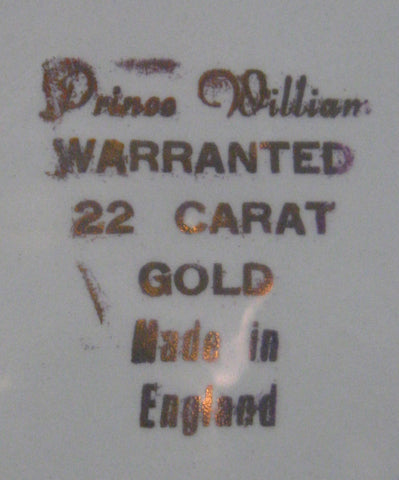 Prince William
WARRANTED
22 CARAT
GOLD
Made in
England